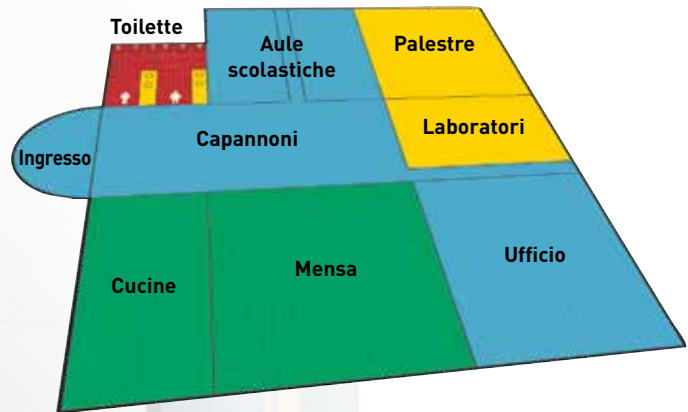 Toilette
Aule
scolastiche
Palestre
Ingresso
Capannoni
Laboratori
Cucine
Mensa
Ufficio